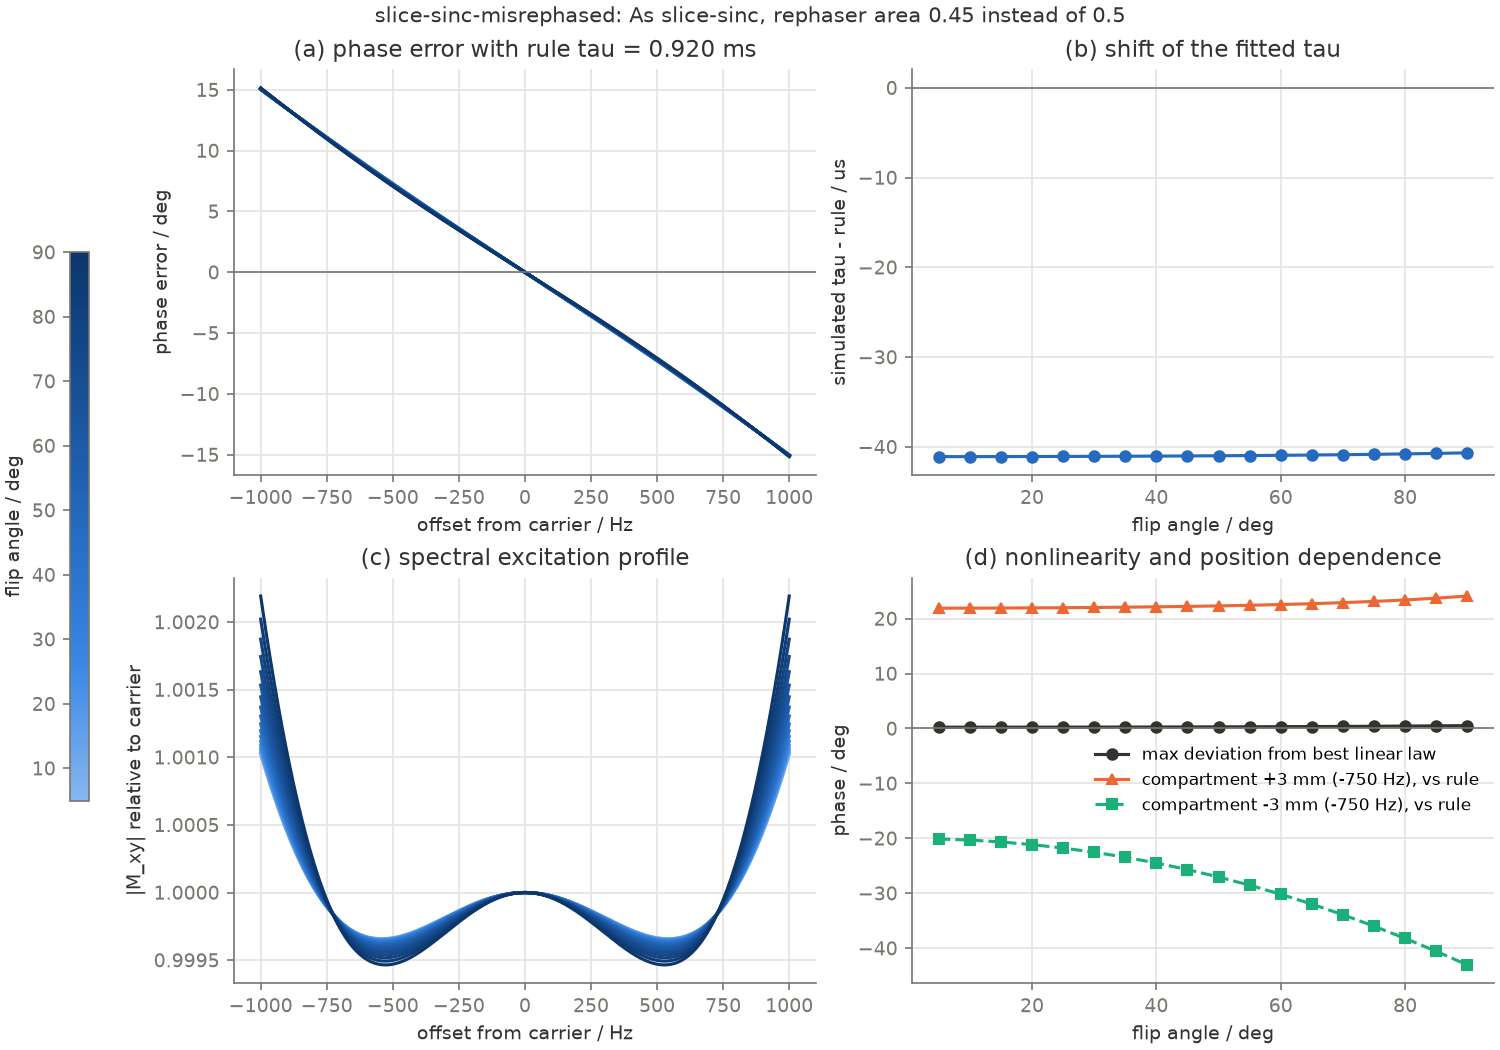 slice-sinc-misrephased: As slice-sinc, rephaser area 0.45 instead of 0.5
(a) phase error with rule tau = 0.920 ms
15
10
5
0
−5
−10
−15
phase error / deg
−1000 −750 −500 −250 0 250 500 750 1000
offset from carrier / Hz
(b) shift of the fitted tau
0
−10
−20
−30
−40
simulated tau - rule / us
20 40 60 80
flip angle / deg
90
80
70
60
50
40
30
20
10
flip angle / deg
(c) spectral excitation profile
1.0020
1.0015
1.0010
1.0005
1.0000
0.9995
|M_xy| relative to carrier
−1000 −750 −500 −250 0 250 500 750 1000
offset from carrier / Hz
(d) nonlinearity and position dependence
20
10
0
−10
−20
−30
−40
phase / deg
max deviation from best linear law
compartment +3 mm (-750 Hz), vs rule
compartment -3 mm (-750 Hz), vs rule
20 40 60 80
flip angle / deg